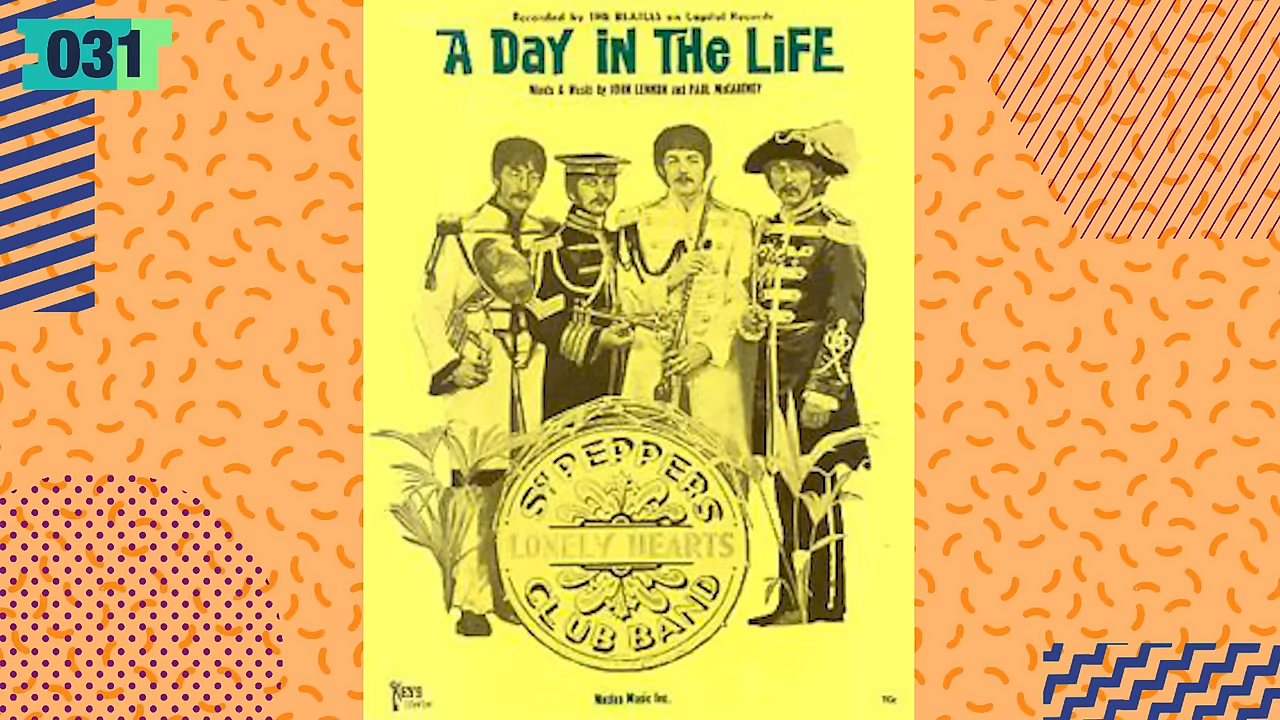 031
Recorded by THE BEATLES on Capitol Records
A DAY iN THE LiFE
Words & Music by JOHN LENNON and PAUL McCARTNEY
SGT PEPPERS
LONELY HEARTS
CLUB BAND
KEYS
Maclen Music Inc.